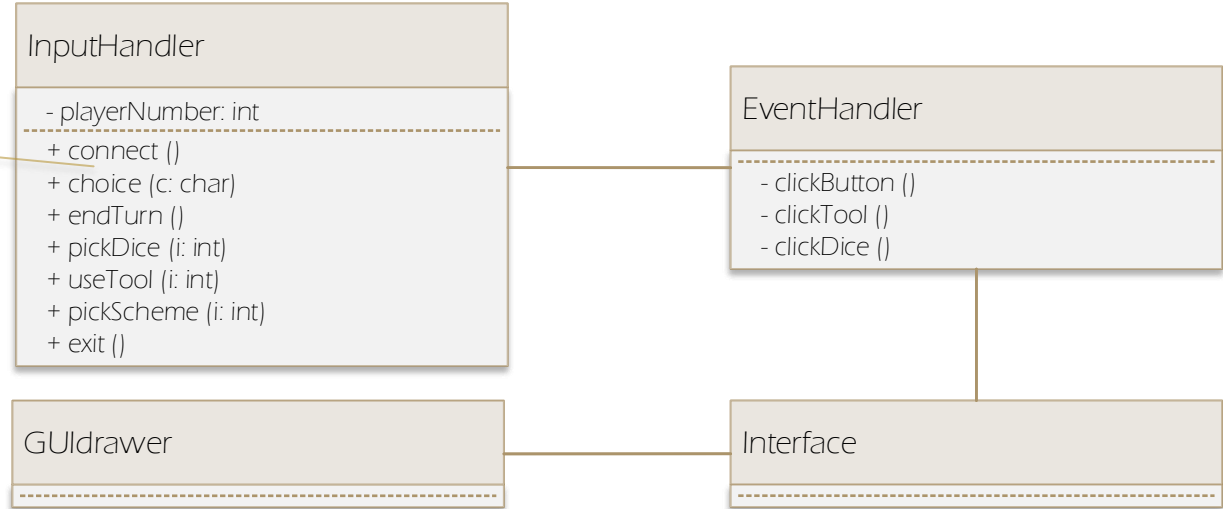 InputHandler
- playerNumber: int
+ connect ()
+ choice (c: char)
+ endTurn ()
+ pickDice (i: int)
+ useTool (i: int)
+ pickScheme (i: int)
+ exit ()
EventHandler
- clickButton ()
- clickTool ()
- clickDice ()
GUIdrawer
Interface